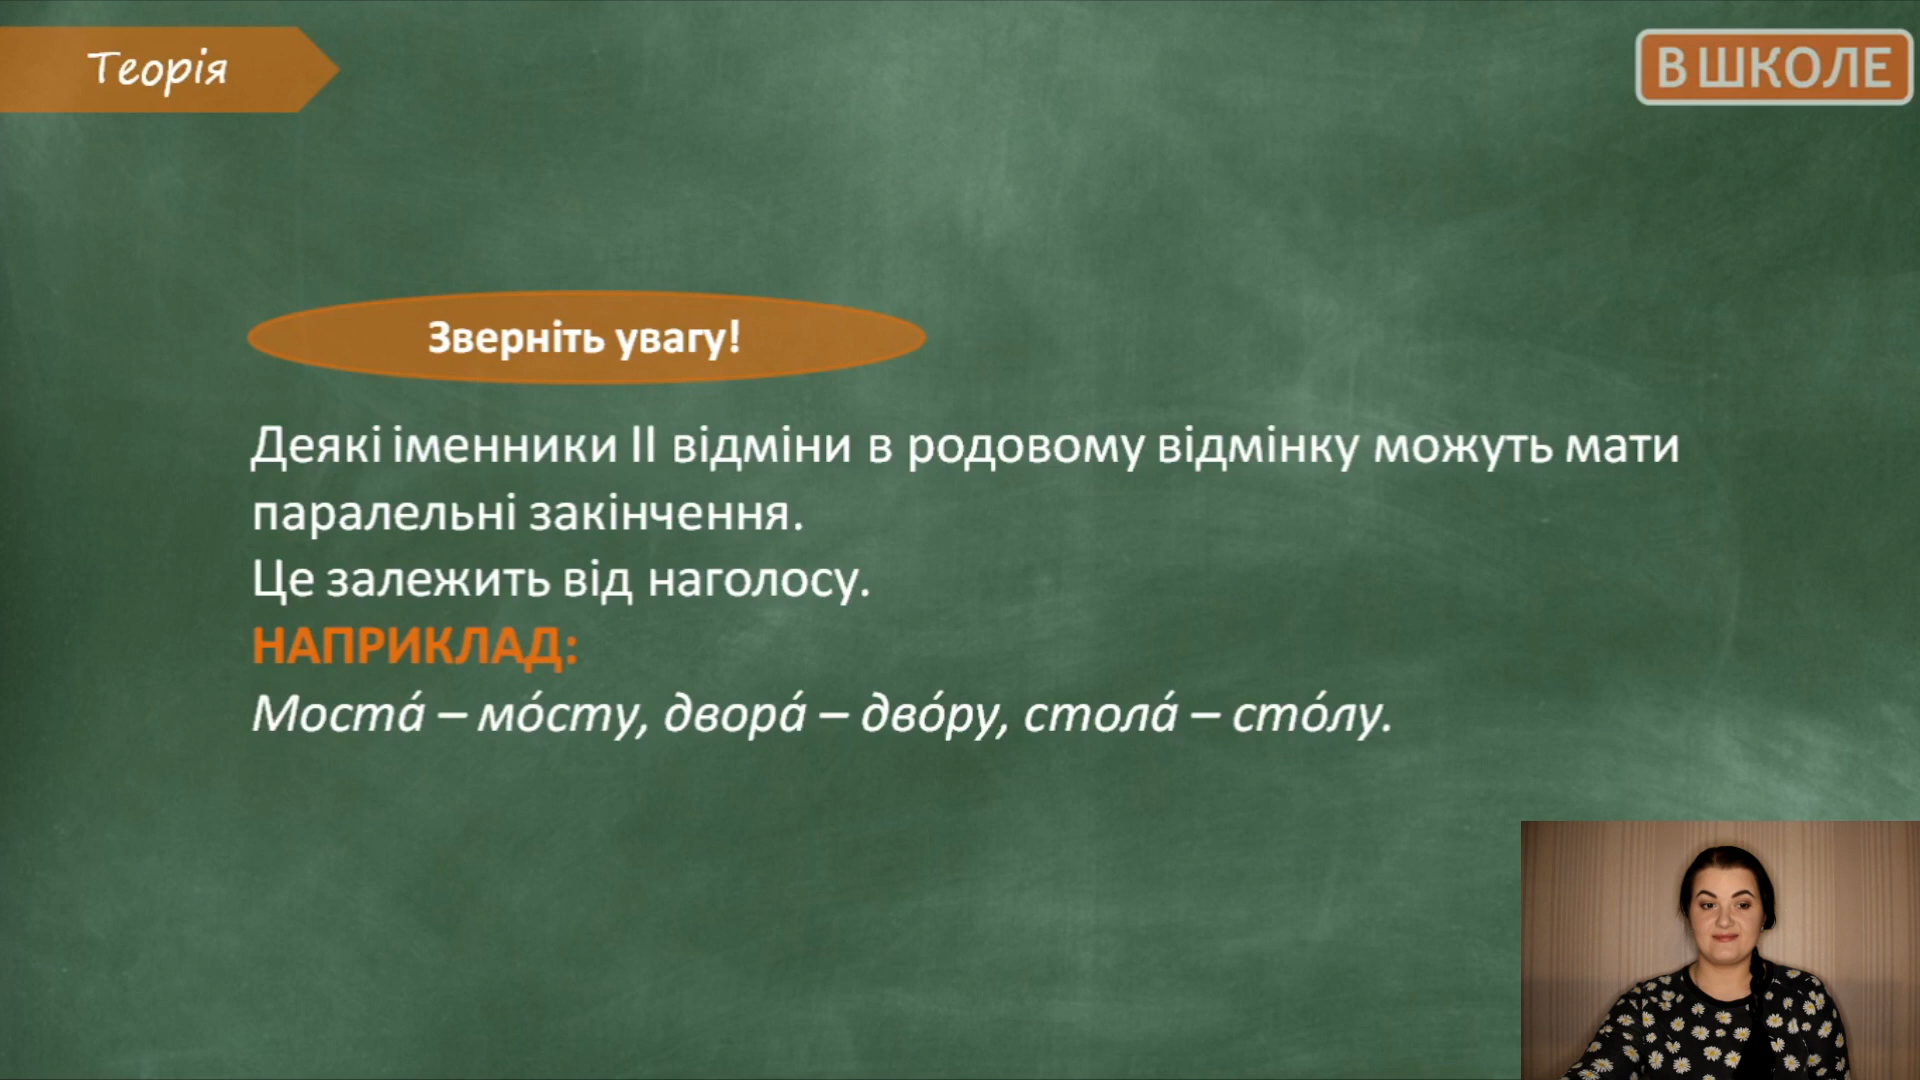 Теорія
В ШКОЛЕ
Зверніть увагу!
Деякі іменники ІІ відміни в родовому відмінку можуть мати
паралельні закінчення.
Це залежить від наголосу.
НАПРИКЛАД:
Мостá – мóсту, дворá – двóру, столá – стóлу.